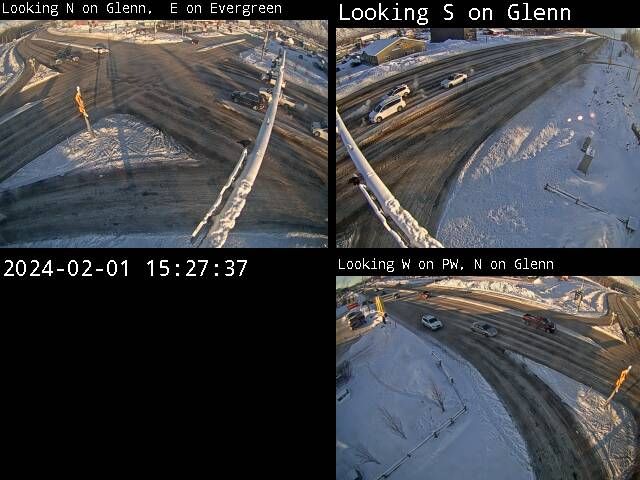 Looking N on Glenn,  E on Evergreen
Looking S on Glenn
2024-02-01 15:27:37
Looking W on PW, N on Glenn